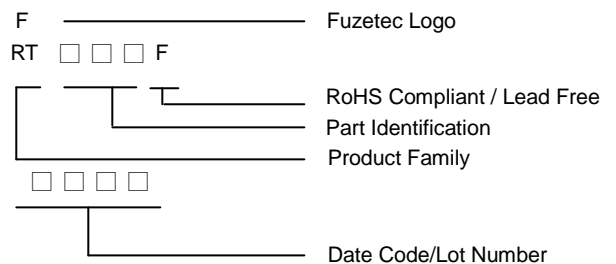 F Fuzetec Logo
RT □ □ □ F
RoHS Compliant / Lead Free
Part Identification
Product Family
□ □ □ □
Date Code/Lot Number